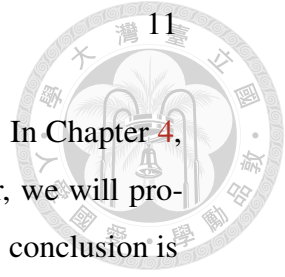 11
In Chapter 4,
r, we will pro-
conclusion is